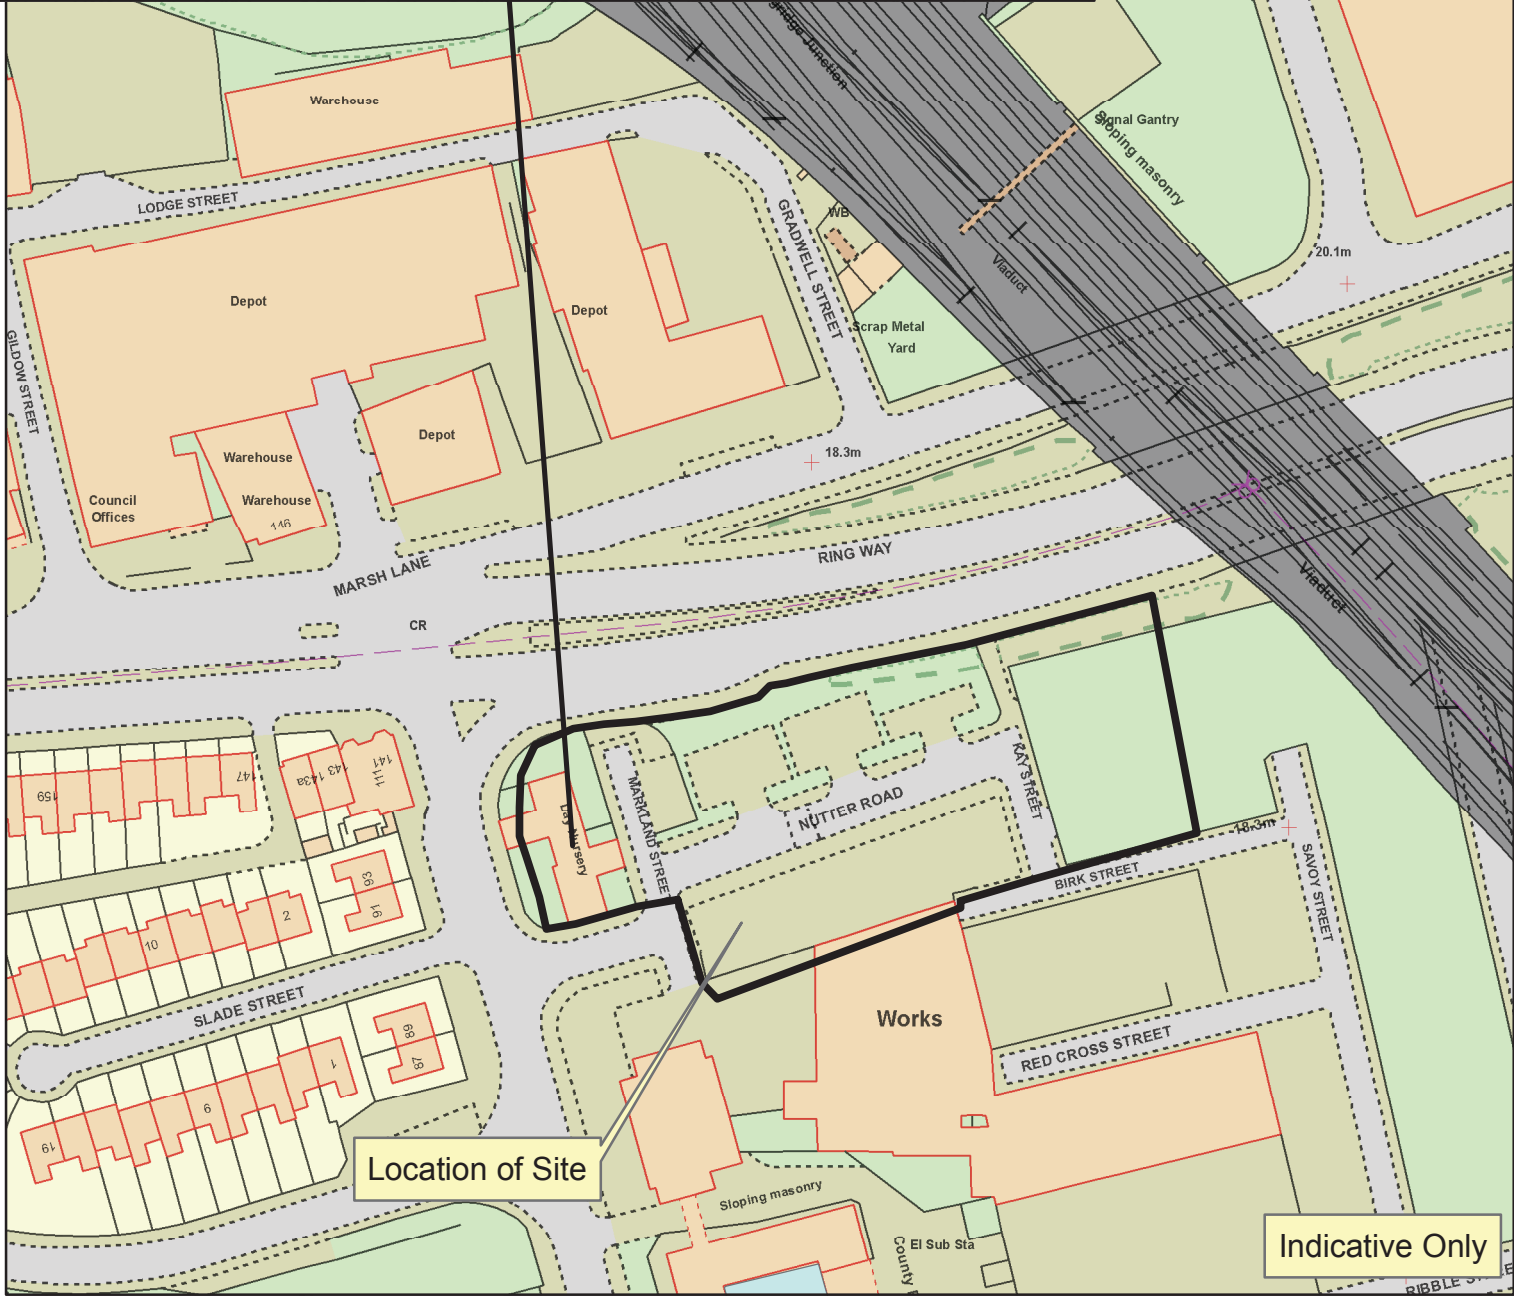 Warehouse
Signal Gantry
Sloping masonry
LODGE STREET
GRADWELL STREET
WB
20.1m
Viaduct
Depot
Depot
Scrap Metal
Yard
GILDOW STREET
Depot
18.3m
Warehouse
Warehouse
146
Council
Offices
RING WAY
MARSH LANE
Viaduct
CR
147
143a
143
141
111
159
Day Nursery
MARKLAND STREET
NUTTER ROAD
KAY STREET
18.3m
BIRK STREET
SAVOY STREET
93
91
2
10
SLADE STREET
Works
RED CROSS STREET
89
87
1
9
19
Location of Site
Sloping masonry
El Sub Sta
County
Indicative Only